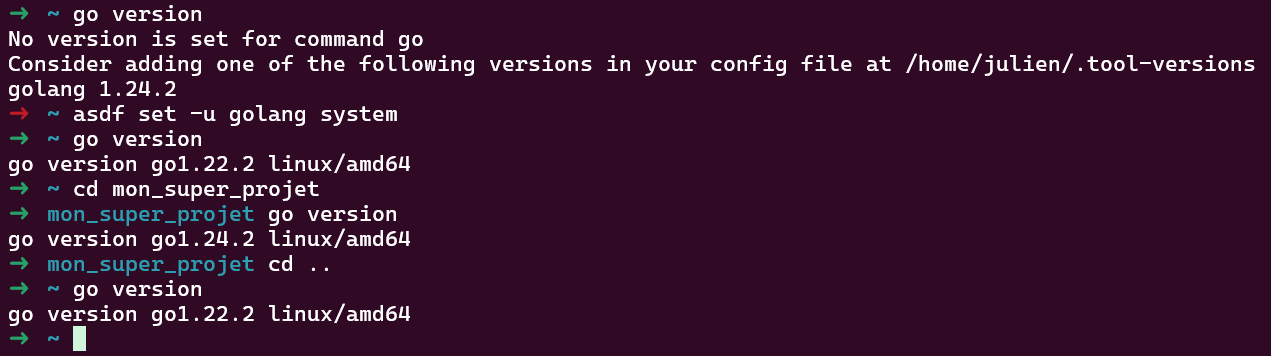 ➜ ~ go version
No version is set for command go
Consider adding one of the following versions in your config file at /home/julien/.tool-versions
golang 1.24.2
➜ ~ asdf set -u golang system
➜ ~ go version
go version go1.22.2 linux/amd64
➜ ~ cd mon_super_projet
➜ mon_super_projet go version
go version go1.24.2 linux/amd64
➜ mon_super_projet cd ..
➜ ~ go version
go version go1.22.2 linux/amd64
➜ ~